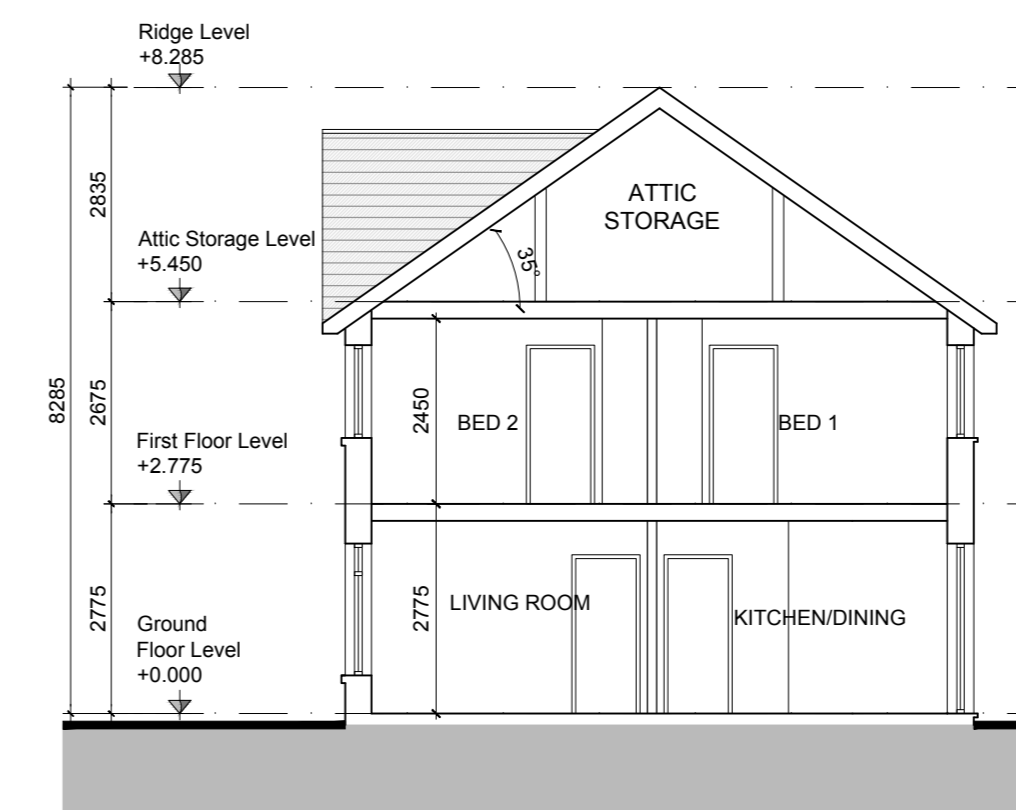 Ridge Level
+8.285
2835
ATTIC
STORAGE
Attic Storage Level
+5.450
35°
8285
2675
2450
BED 2
BED 1
First Floor Level
+2.775
2775
2775
LIVING ROOM
KITCHEN/DINING
Ground
Floor Level
+0.000